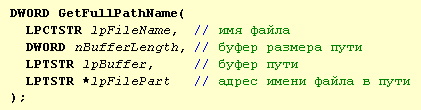 DWORD GetFullPathName(
LPCTSTR lpFileName, // имя файла
DWORD nBufferLength, // буфер размера пути
LPTSTR lpBuffer, // буфер пути
LPTSTR *lpFilePart // адрес имени файла в пути
);